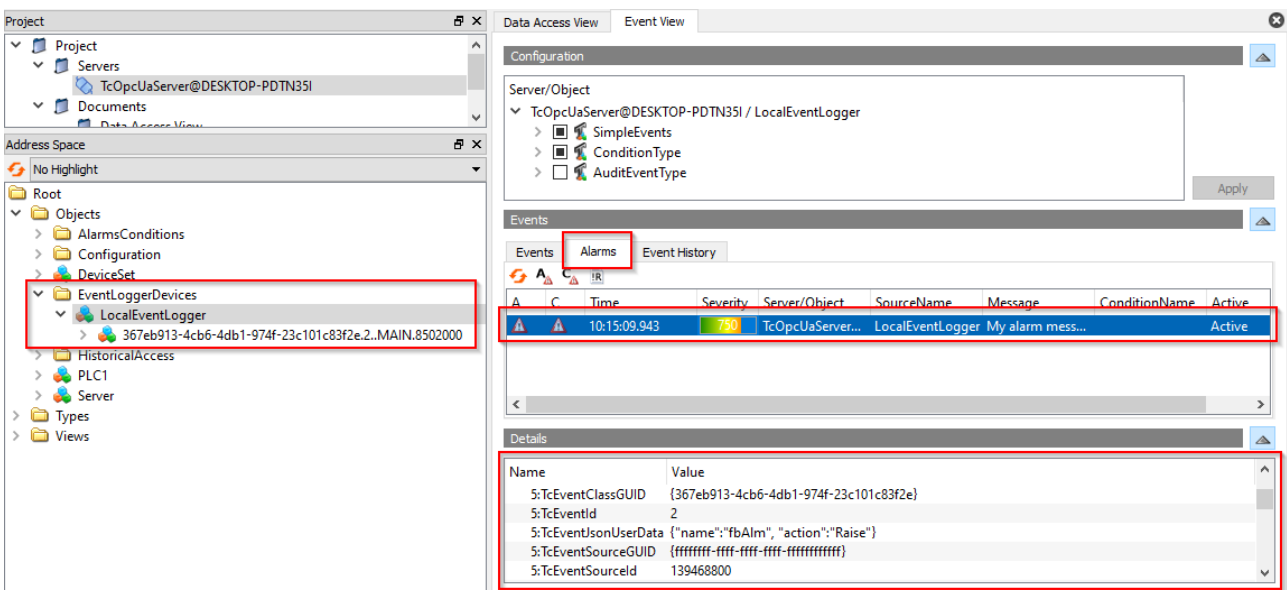 Project
Project
Servers
TcOpcUaServer@DESKTOP-PDTN35I
Documents
Data Access View
Address Space
No Highlight
Root
Objects
AlarmsConditions
Configuration
DeviceSet
EventLoggerDevices
LocalEventLogger
367eb913-4cb6-4db1-974f-23c101c83f2e.2..MAIN.8502000
HistoricalAccess
PLC1
Server
Types
Views
Data Access View Event View
Configuration
Server/Object
TcOpcUaServer@DESKTOP-PDTN35I / LocalEventLogger
SimpleEvents
ConditionType
AuditEventType
Apply
Events
Events Alarms Event History
A C !R
A C Time Severity Server/Object SourceName Message ConditionName Active
10:15:09.943 750 TcOpcUaServer... LocalEventLogger My alarm mess... Active
Details
Name Value
5:TcEventClassGUID {367eb913-4cb6-4db1-974f-23c101c83f2e}
5:TcEventId 2
5:TcEventJsonUserData {"name":"fbAlm", "action":"Raise"}
5:TcEventSourceGUID {ffffffff-ffff-ffff-ffff-ffffffffffff}
5:TcEventSourceId 139468800